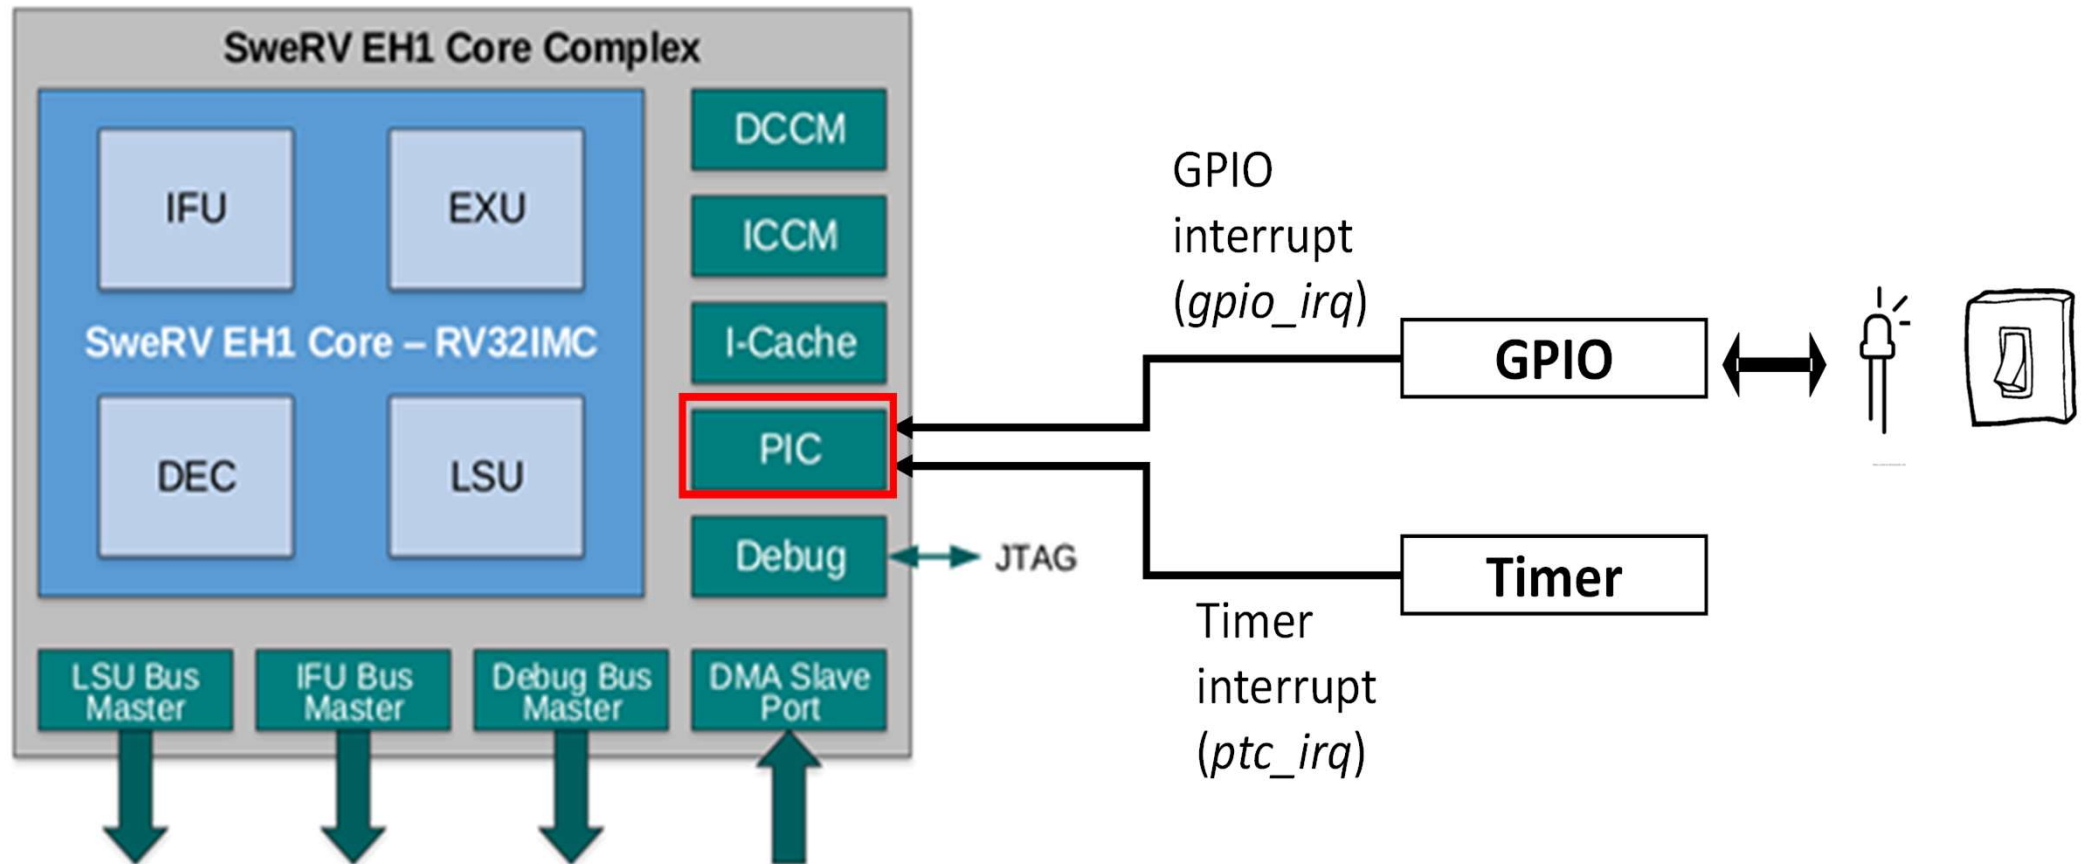 SweRV EH1 Core Complex
IFU
EXU
SweRV EH1 Core – RV32IMC
DEC
LSU
DCCM
ICCM
I-Cache
PIC
Debug
JTAG
LSU Bus
Master
IFU Bus
Master
Debug Bus
Master
DMA Slave
Port
GPIO
interrupt
(gpio_irq)
GPIO
Timer
Timer
interrupt
(ptc_irq)